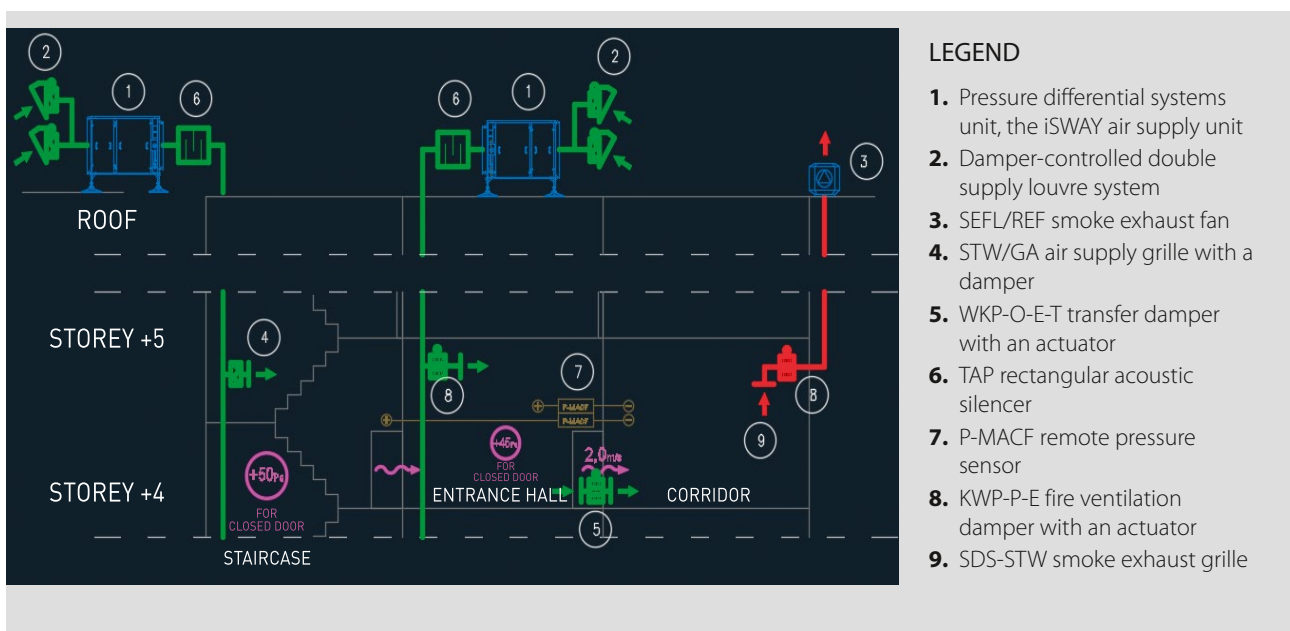 2
1
6
6
1
2
3
ROOF
STOREY +5
4
8
7
8
P-MACF
P-MACF
9
+50Pa
FOR
CLOSED DOOR
+45Pa
FOR
CLOSED DOOR
2,0m/s
STOREY +4
ENTRANCE HALL
CORRIDOR
5
STAIRCASE
LEGEND
1. Pressure differential systems
unit, the iSWAY air supply unit
2. Damper-controlled double
supply louvre system
3. SEFL/REF smoke exhaust fan
4. STW/GA air supply grille with a
damper
5. WKP-O-E-T transfer damper
with an actuator
6. TAP rectangular acoustic
silencer
7. P-MACF remote pressure
sensor
8. KWP-P-E fire ventilation
damper with an actuator
9. SDS-STW smoke exhaust grille